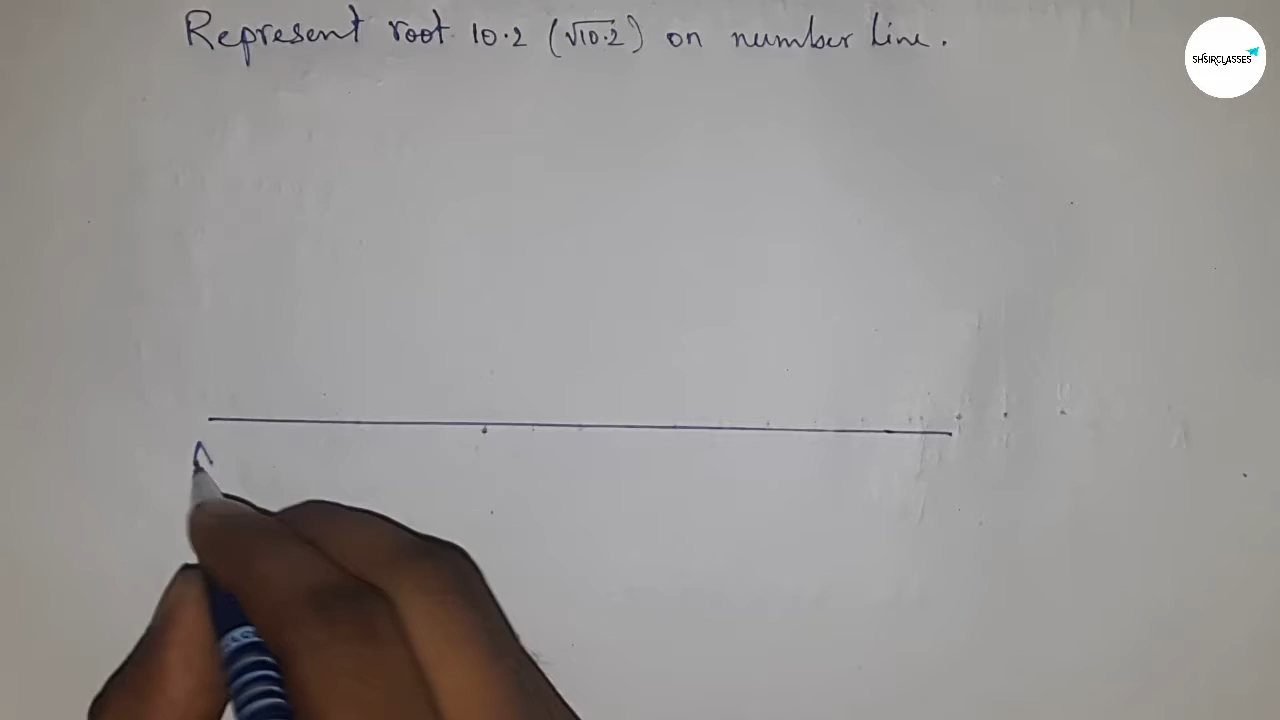 Represent root 10.2 (√10.2) on number line.
SHSIRCLASSES
A